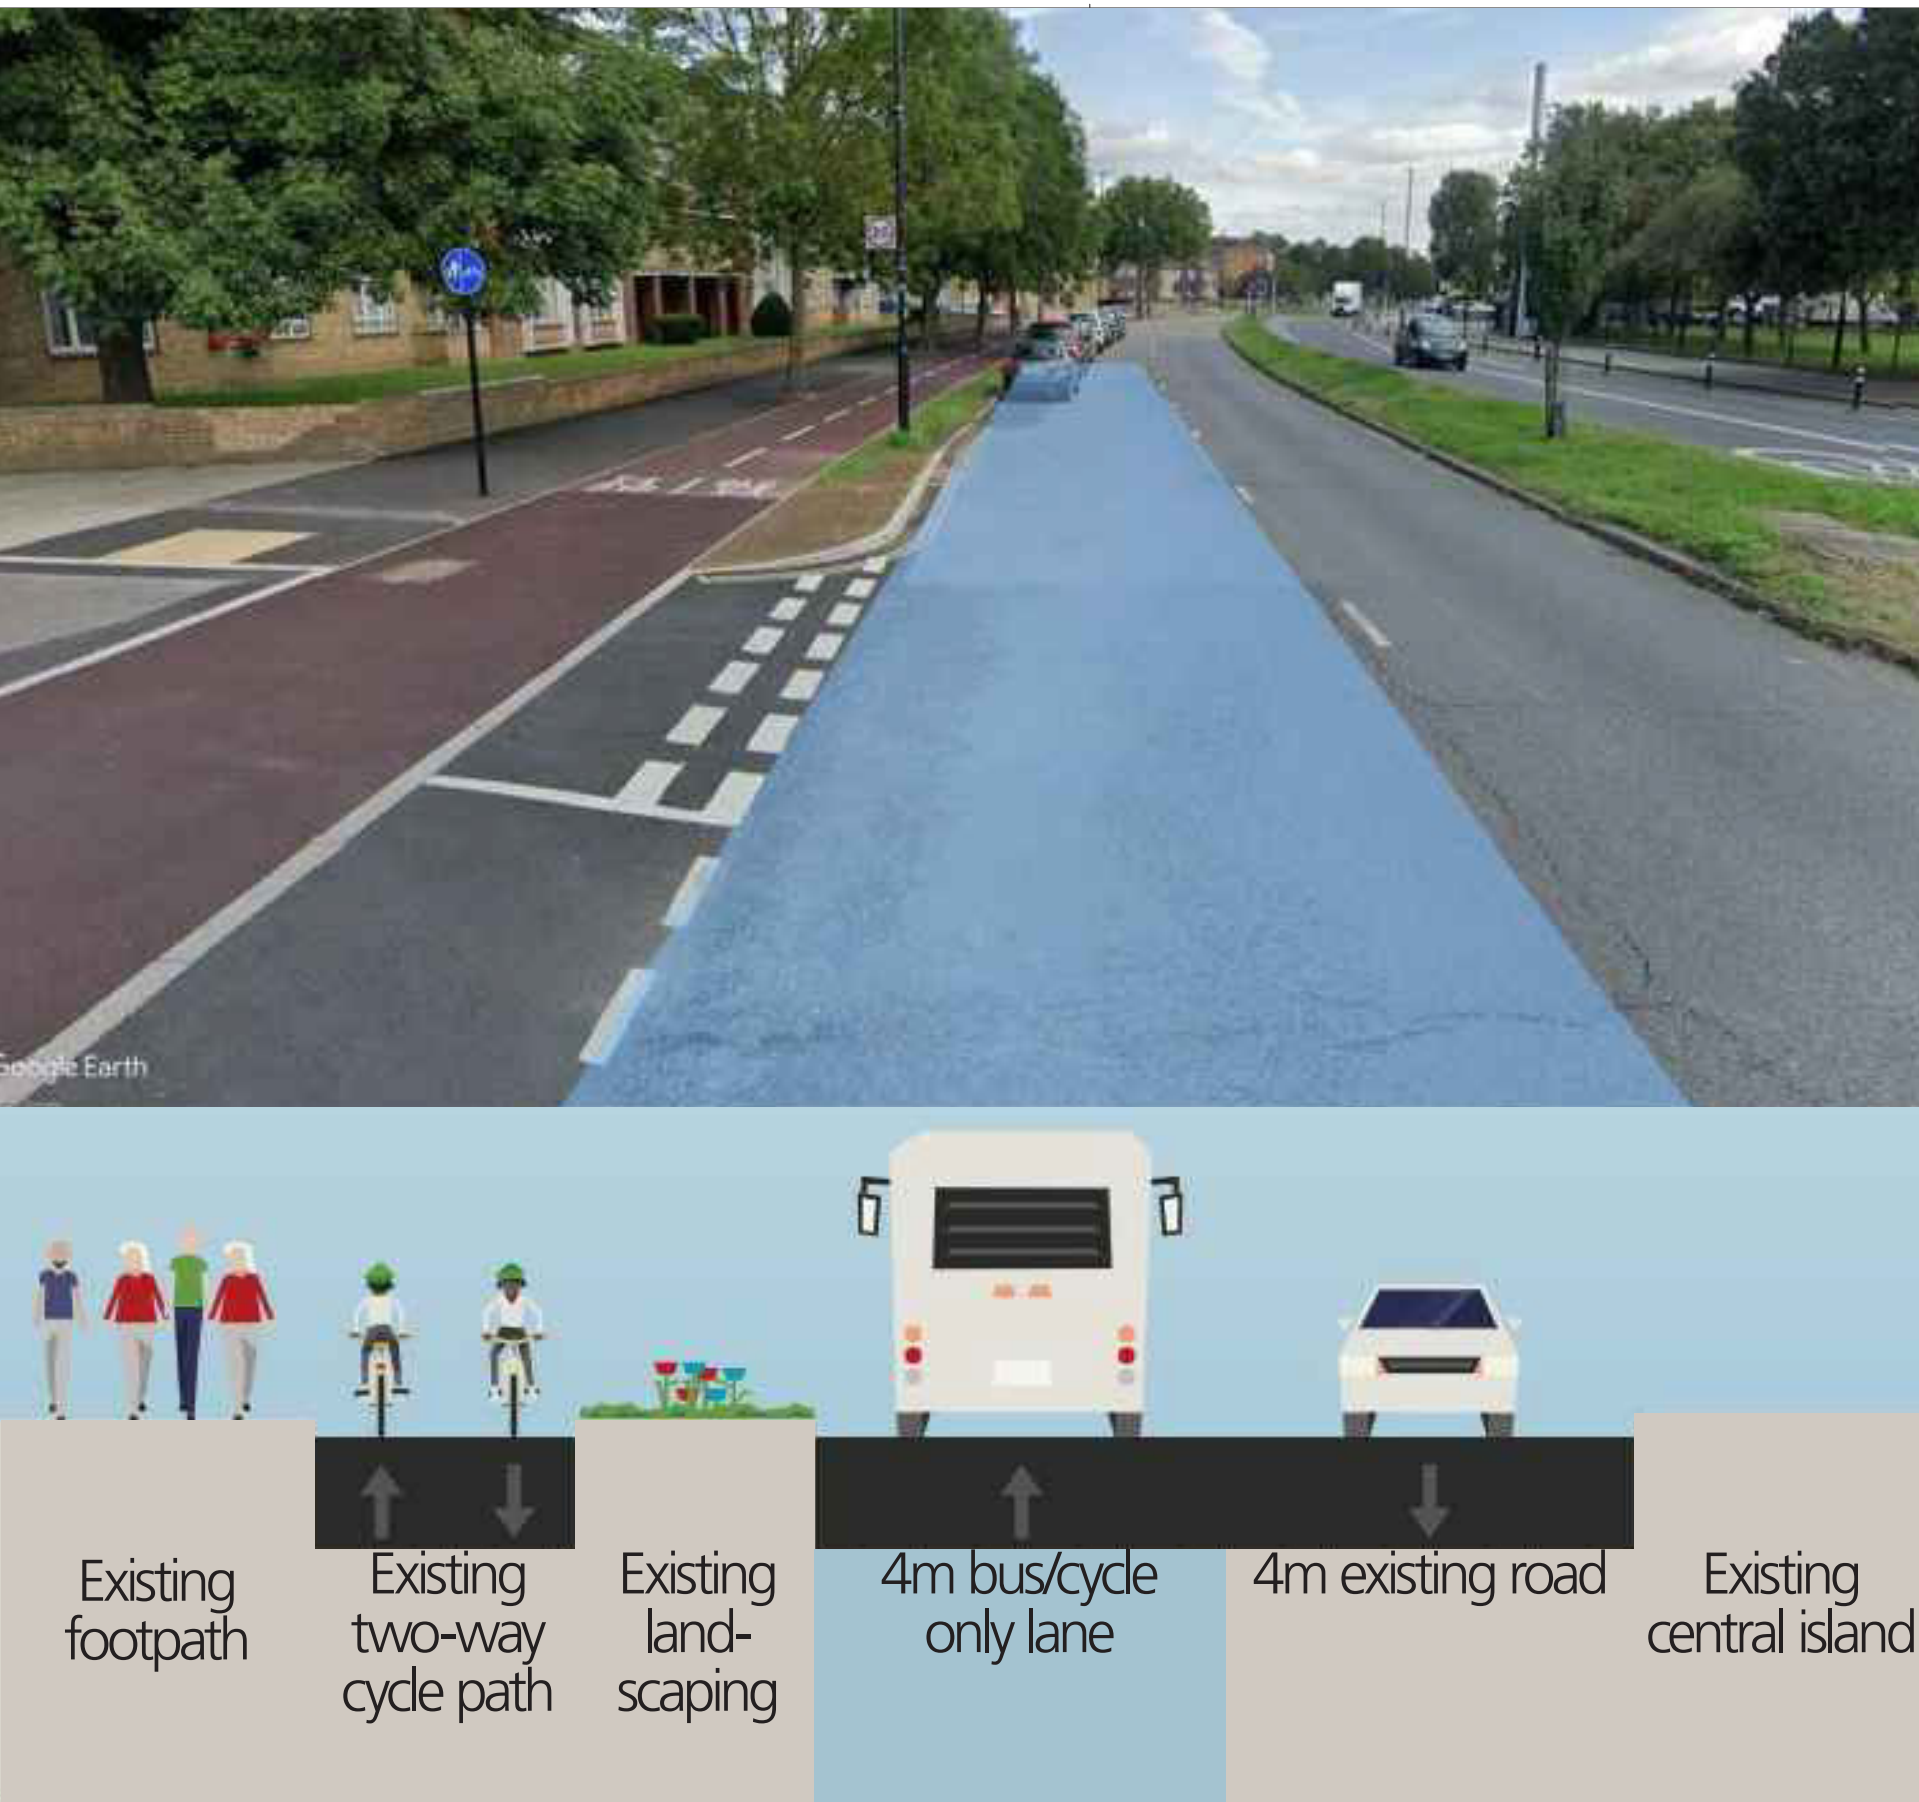 Google Earth
Existing
footpath
Existing
two-way
cycle path
Existing
land-
scaping
4m bus/cycle
only lane
4m existing road
Existing
central island